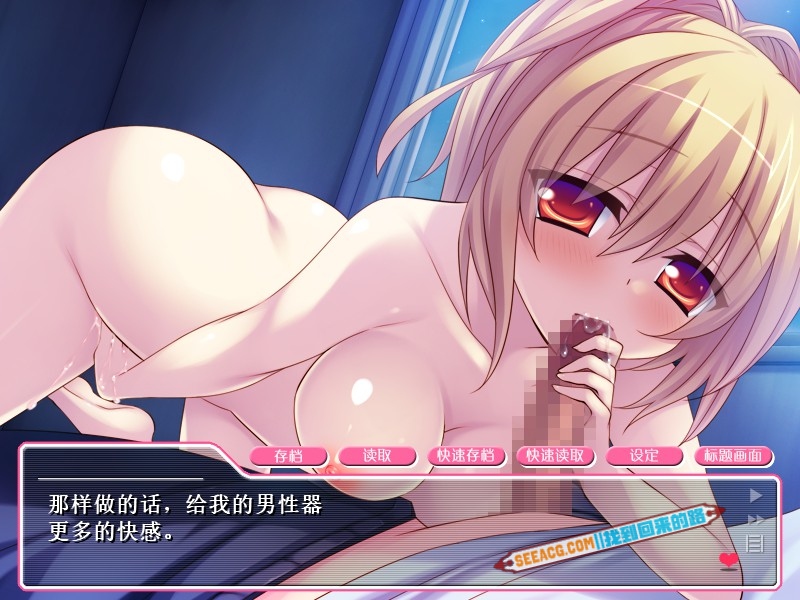 存档 读取 快速存档 快速读取 设定 标题画面
那样做的话，给我的男性器
更多的快感。
SEEACG.COM||找到回来的路